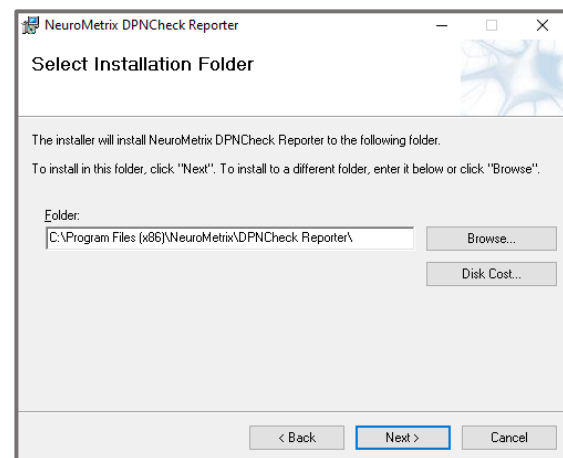 NeuroMetrix DPNCheck Reporter
Select Installation Folder
The installer will install NeuroMetrix DPNCheck Reporter to the following folder.
To install in this folder, click "Next". To install to a different folder, enter it below or click "Browse".
Folder:
C:\Program Files (x86)\NeuroMetrix\DPNCheck Reporter\
Browse...
Disk Cost...
< Back
Next >
Cancel